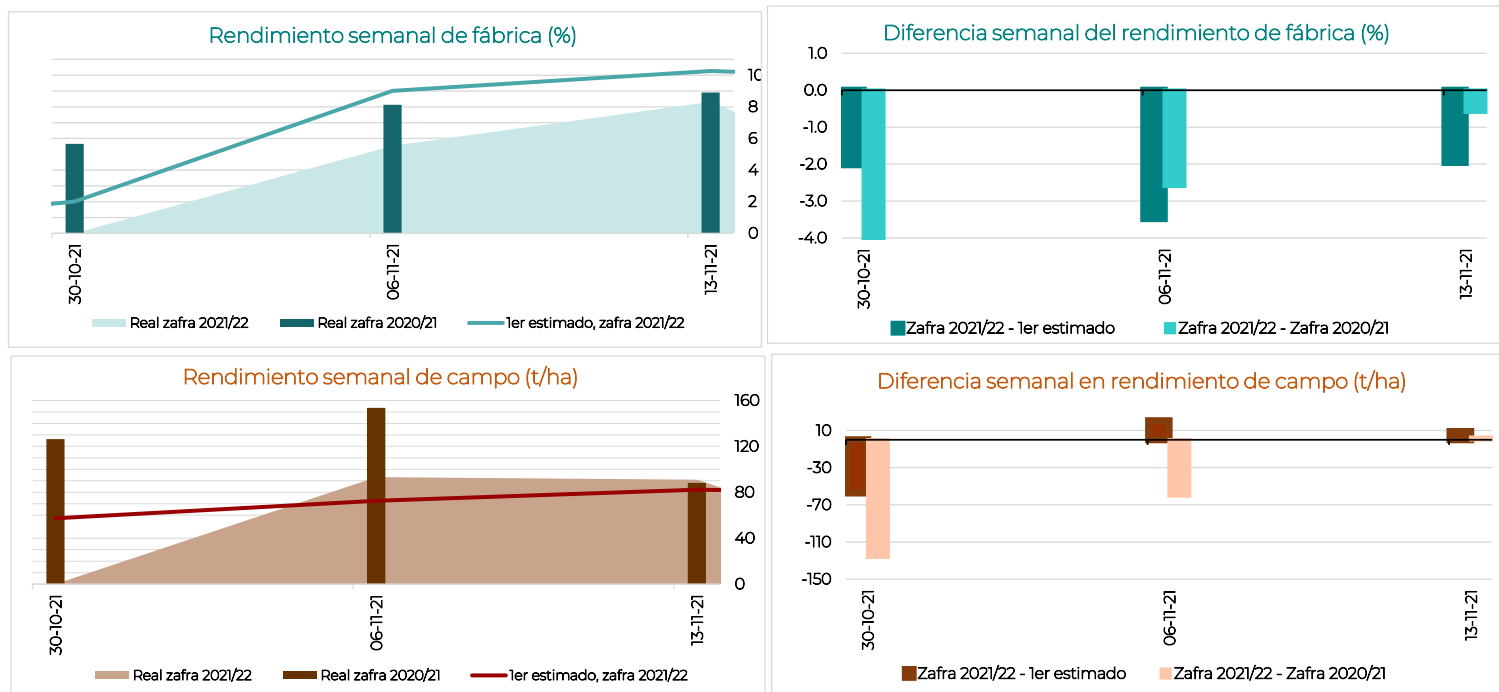 Rendimiento semanal de fábrica (%)
10
8
6
4
2
0
30-10-21
06-11-21
13-11-21
Real zafra 2021/22
Real zafra 2020/21
1er estimado, zafra 2021/22
Diferencia semanal del rendimiento de fábrica (%)
1.0
0.0
-1.0
-2.0
-3.0
-4.0
30-10-21
06-11-21
13-11-21
Zafra 2021/22 - 1er estimado
Zafra 2021/22 - Zafra 2020/21
Rendimiento semanal de campo (t/ha)
160
120
80
40
0
30-10-21
06-11-21
13-11-21
Real zafra 2021/22
Real zafra 2020/21
1er estimado, zafra 2021/22
Diferencia semanal en rendimiento de campo (t/ha)
10
-30
-70
-110
-150
30-10-21
06-11-21
13-11-21
Zafra 2021/22 - 1er estimado
Zafra 2021/22 - Zafra 2020/21